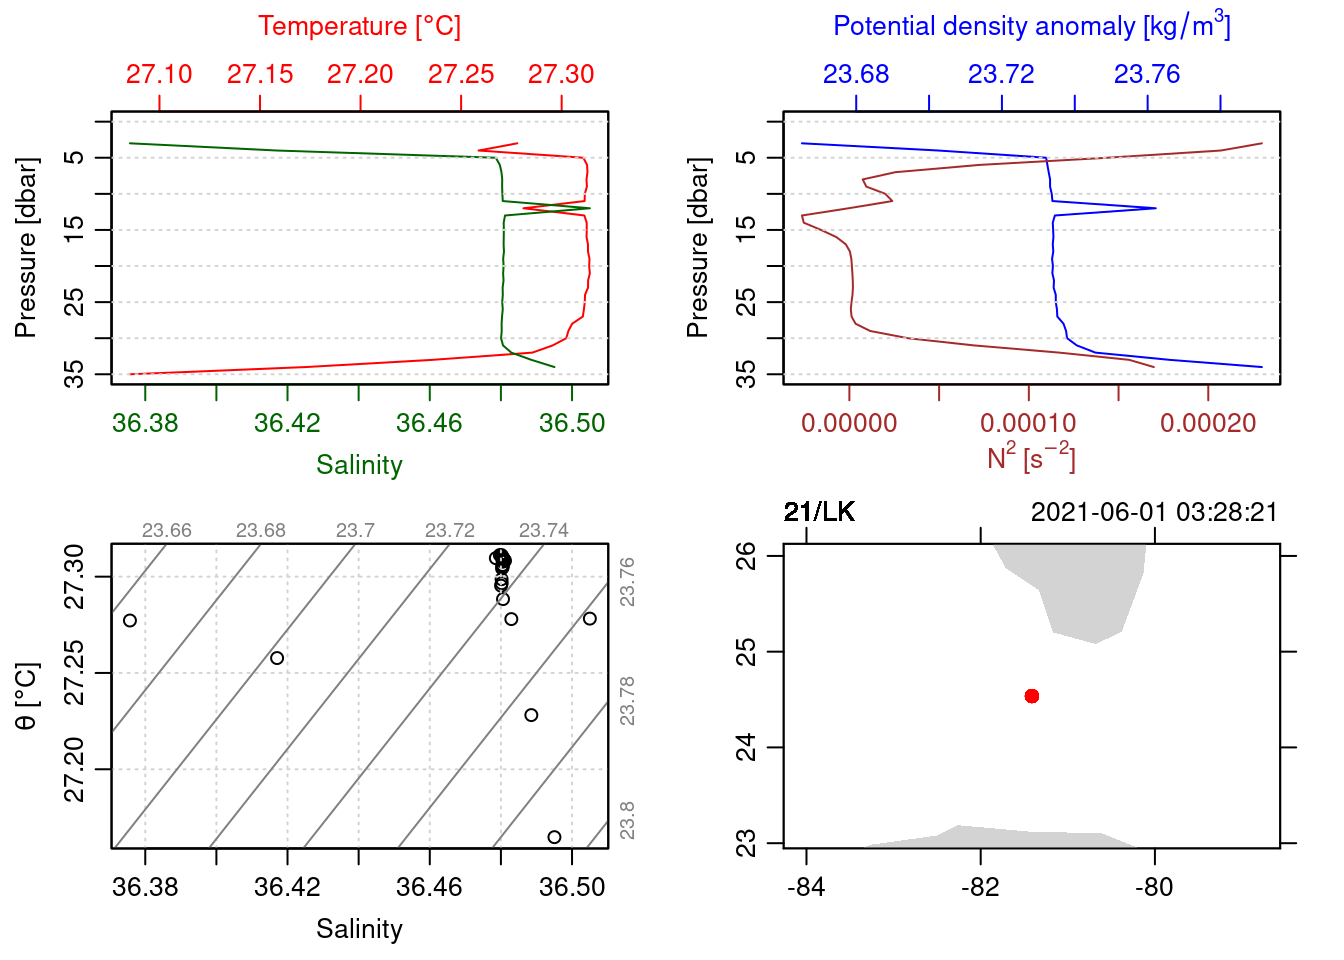 Temperature [°C]
27.10 27.15 27.20 27.25 27.30
Pressure [dbar]
5 15 25 35
36.38 36.42 36.46 36.50
Salinity
Potential density anomaly [kg/m³]
23.68 23.72 23.76
Pressure [dbar]
5 15 25 35
0.00000 0.00010 0.00020
N² [s⁻²]
23.66 23.68 23.7 23.72 23.74
23.76
23.78
23.8
θ [°C]
27.30
27.25
27.20
36.38 36.42 36.46 36.50
Salinity
21/LK 2021-06-01 03:28:21
26
25
24
23
-84 -82 -80